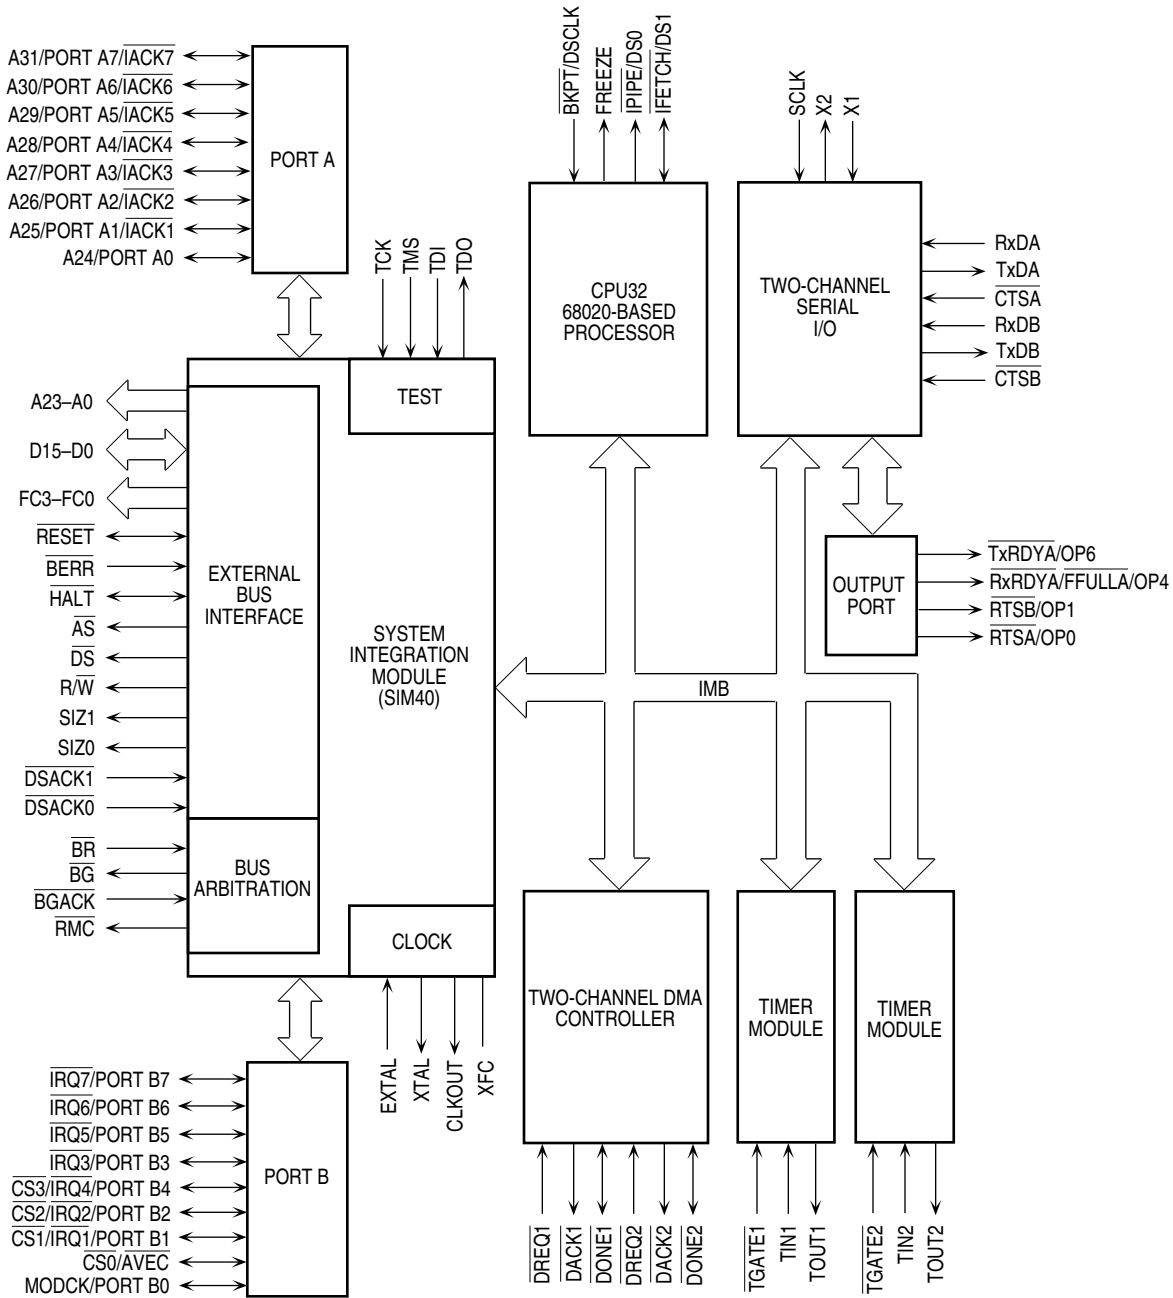 A31/PORT A7/IACK7
A30/PORT A6/IACK6
A29/PORT A5/IACK5
A28/PORT A4/IACK4
A27/PORT A3/IACK3
A26/PORT A2/IACK2
A25/PORT A1/IACK1
A24/PORT A0
PORT A
TCK
TMS
TDI
TDO
TEST
BKPT/DSCLK
FREEZE
IPIPE/DS0
IFETCH/DS1
CPU32
68020-BASED
PROCESSOR
SCLK
X2
X1
TWO-CHANNEL
SERIAL
I/O
RxDA
TxDA
CTSA
RxDB
TxDB
CTSB
OUTPUT
PORT
TxRDYA/OP6
RxRDYA/FFULLA/OP4
RTSB/OP1
RTSA/OP0
A23–A0
D15–D0
FC3–FC0
RESET
BERR
HALT
AS
DS
R/W
SIZ1
SIZ0
DSACK1
DSACK0
BR
BG
BGACK
RMC
EXTERNAL
BUS
INTERFACE
BUS
ARBITRATION
SYSTEM
INTEGRATION
MODULE
(SIM40)
IMB
CLOCK
EXTAL
XTAL
CLKOUT
XFC
IRQ7/PORT B7
IRQ6/PORT B6
IRQ5/PORT B5
IRQ3/PORT B3
CS3/IRQ4/PORT B4
CS2/IRQ2/PORT B2
CS1/IRQ1/PORT B1
CS0/AVEC
MODCK/PORT B0
PORT B
TWO-CHANNEL DMA
CONTROLLER
DREQ1
DACK1
DONE1
DREQ2
DACK2
DONE2
TIMER
MODULE
TGATE1
TIN1
TOUT1
TIMER
MODULE
TGATE2
TIN2
TOUT2